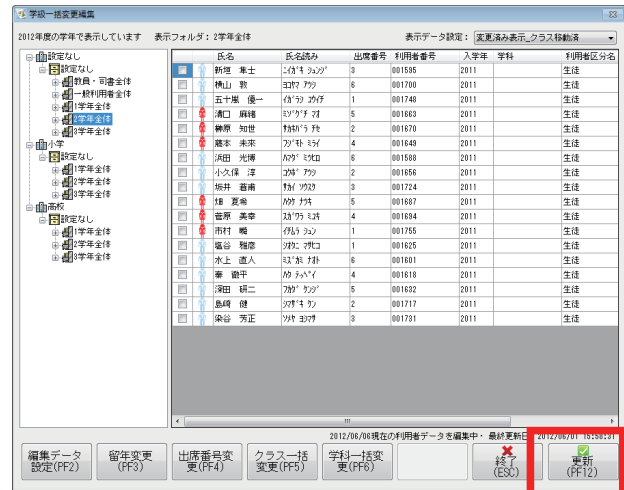 学級一括変更編集
2012年度の学年で表示しています 表示フォルダ:2学年全体 表示データ設定: 変更済み表示_クラス移動済
設定なし
設定なし
教員・司書全体
一般利用者全体
1学年全体
2学年全体
3学年全体
小学
設定なし
1学年全体
2学年全体
3学年全体
高校
設定なし
1学年全体
2学年全体
3学年全体
氏名 氏名読み 出席番号 利用者番号 入学年 学科 利用者区分名
新垣 隼士 ﾆｲｶﾞｷ ｼｭﾝｼﾞ 3 001595 2011 生徒
横山 敦 ﾖｺﾔﾏ ｱﾂｼ 6 001700 2011 生徒
五十嵐 優一 ｲｶﾞﾗｼ ﾕｳｲﾁ 1 001748 2011 生徒
溝口 麻緒 ﾐｿﾞｸﾞﾁ ﾏｵ 5 001663 2011 生徒
榊原 知世 ｻｶｷﾊﾞﾗ ﾁｾ 2 001670 2011 生徒
藤本 未来 ﾌｼﾞﾓﾄ ﾐﾗｲ 4 001649 2011 生徒
浜田 光博 ﾊﾏﾀﾞ ﾐﾂﾋﾛ 6 001588 2011 生徒
小久保 淳 ｺｸﾎﾞ ｱﾂｼ 2 001656 2011 生徒
坂井 蒼甫 ｻｶｲ ｿｳｽｹ 3 001724 2011 生徒
畑 夏希 ﾊﾀｹ ﾅﾂｷ 5 001687 2011 生徒
菅原 美幸 ｽｶﾞﾜﾗ ﾐﾕｷ 4 001694 2011 生徒
市村 ｲﾁﾑﾗ ｼｭﾝ 1 001755 2011 生徒
塩谷 雅彦 ｼｵﾀﾆ ﾏｻﾋｺ 1 001625 2011 生徒
水上 直人 ﾐｽﾞｶﾐ ﾅｵﾄ 6 001601 2011 生徒
秦 徹平 ﾊﾀ ﾃｯﾍﾟｲ 4 001618 2011 生徒
深田 研二 ﾌｶﾀﾞ ｹﾝｼﾞ 5 001632 2011 生徒
島崎 健 ｼﾏｻﾞｷ ｹﾝ 2 001717 2011 生徒
染谷 芳正 ｿﾒﾔ ﾖｼﾏｻ 3 001731 2011 生徒
2012/06/06現在の利用者データを編集中・ 最終更新日 2012/06/01 15:58:31
編集データ設定(PF2) 留年変更(PF3) 出席番号変更(PF4) クラス一括変更(PF5) 学科一括変更(PF6) 終了(ESC) 更新(PF12)